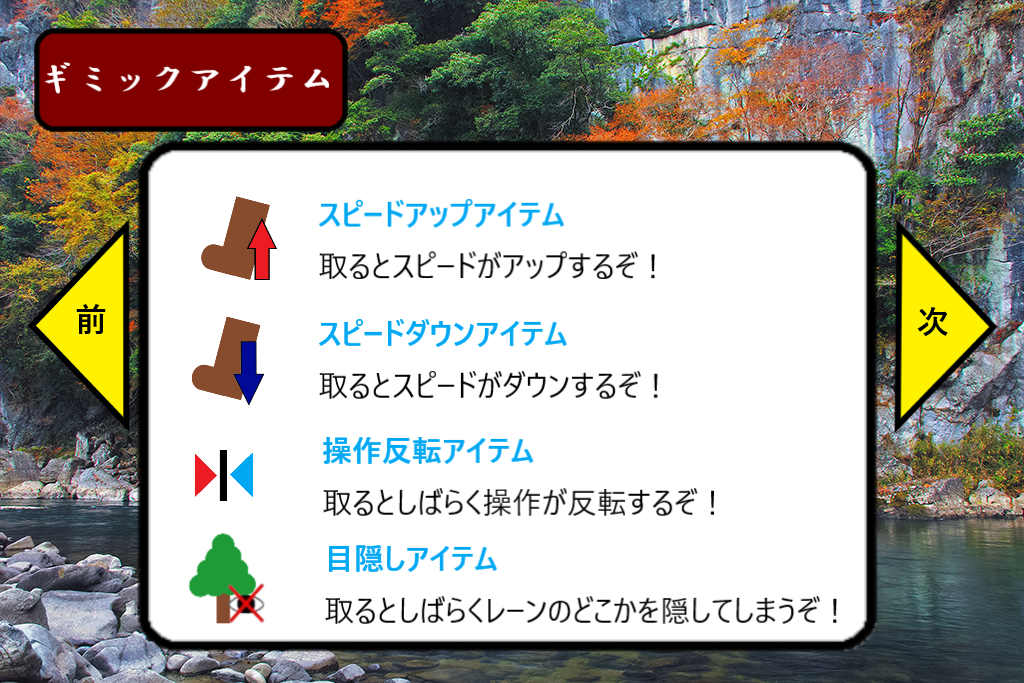 ギミックアイテム
スピードアップアイテム
取るとスピードがアップするぞ！
前
次
スピードダウンアイテム
取るとスピードがダウンするぞ！
操作反転アイテム
取るとしばらく操作が反転するぞ！
目隠しアイテム
取るとしばらくレーンのどこかを隠してしまうぞ！